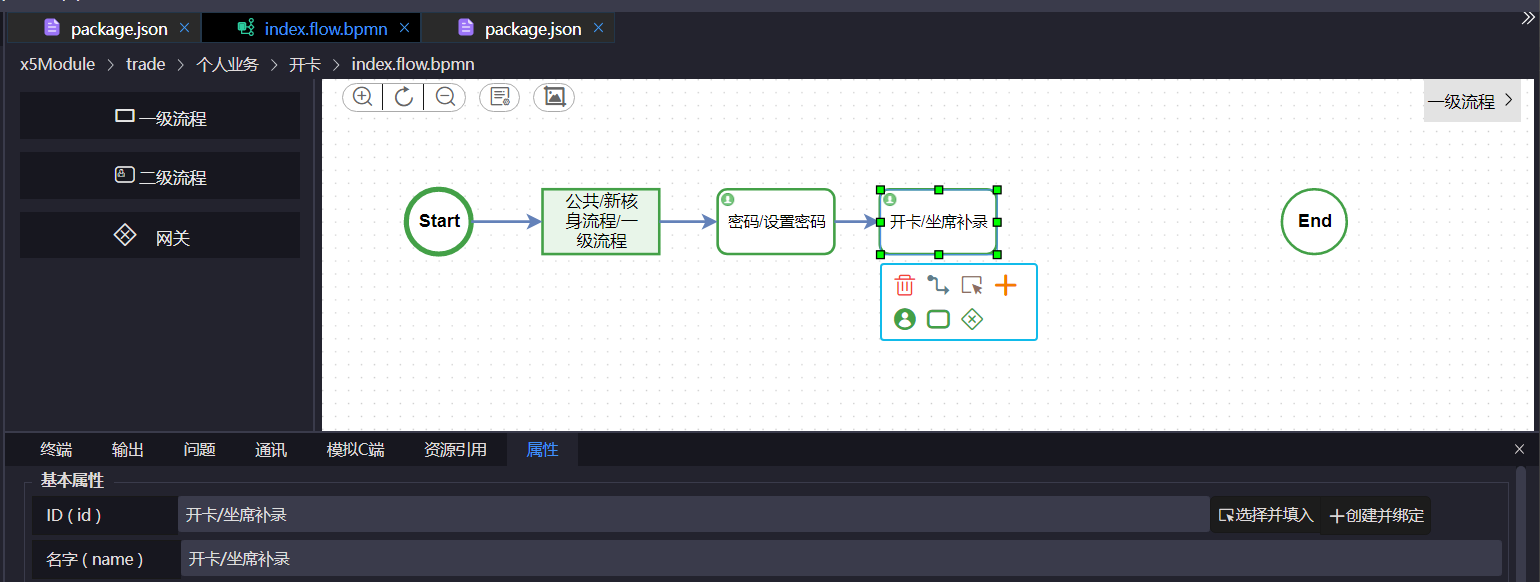 package.json
index.flow.bpmn
package.json
x5Module > trade > 个人业务 > 开卡 > index.flow.bpmn
一级流程
二级流程
网关
一级流程
Start
公共/新核
身流程/一
级流程
密码/设置密码
开卡/坐席补录
End
终端 输出 问题 通讯 模拟C端 资源引用 属性
基本属性
ID ( id )
开卡/坐席补录
选择并填入
创建并绑定
名字 ( name )
开卡/坐席补录